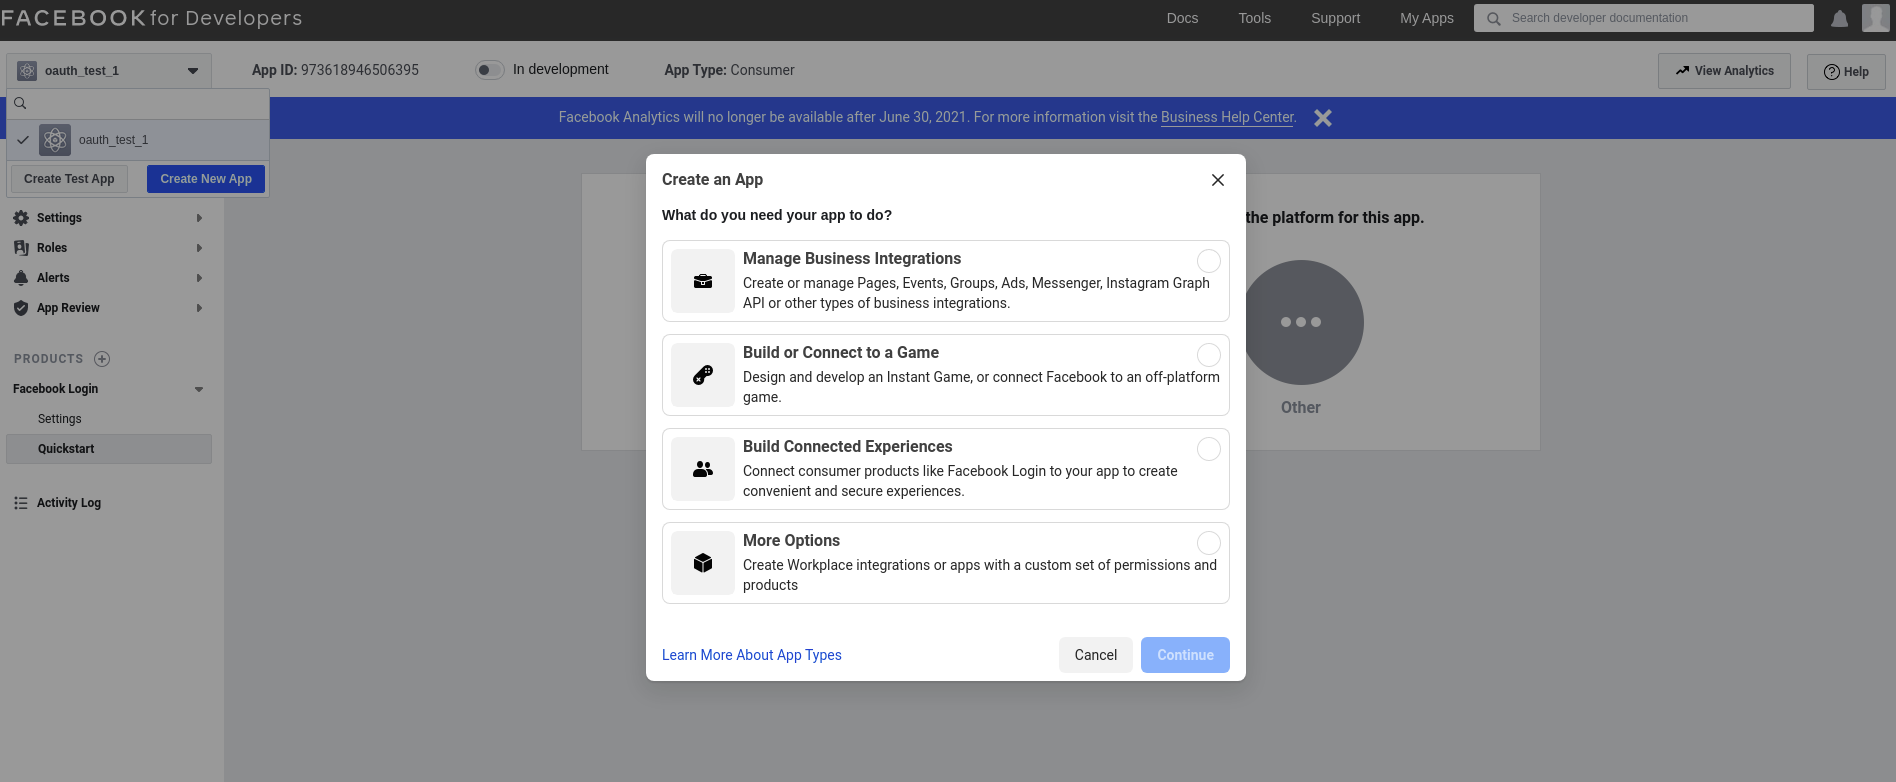 FACEBOOK for Developers
Docs
Tools
Support
My Apps
Search developer documentation
oauth_test_1
App ID: 973618946506395
In development
App Type: Consumer
View Analytics
Help
Facebook Analytics will no longer be available after June 30, 2021. For more information visit the Business Help Center.
oauth_test_1
Create Test App
Create New App
Settings
Roles
Alerts
App Review
PRODUCTS
Facebook Login
Settings
Quickstart
Activity Log
the platform for this app.
Other
Create an App
What do you need your app to do?
Manage Business Integrations
Create or manage Pages, Events, Groups, Ads, Messenger, Instagram Graph
API or other types of business integrations.
Build or Connect to a Game
Design and develop an Instant Game, or connect Facebook to an off-platform
game.
Build Connected Experiences
Connect consumer products like Facebook Login to your app to create
convenient and secure experiences.
More Options
Create Workplace integrations or apps with a custom set of permissions and
products
Learn More About App Types
Cancel
Continue